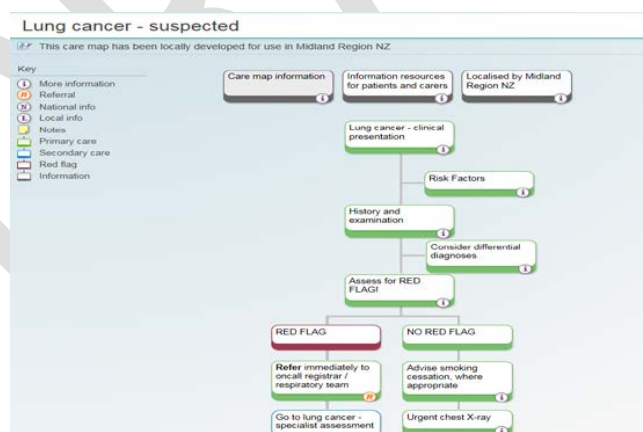 Lung cancer - suspected
This care map has been locally developed for use in Midland Region NZ
Key
i More information
R Referral
N National info
L Local info
Notes
Primary care
Secondary care
Red flag
Information
Care map information
i
Information resources
for patients and carers
i
Localised by Midland
Region NZ
i
Lung cancer - clinical
presentation
i
Risk Factors
i
History and
examination
i
Consider differential
diagnoses
i
Assess for RED
FLAG!
i
RED FLAG
NO RED FLAG
Refer immediately to
oncall registrar /
respiratory team
R
Advise smoking
cessation, where
appropriate
i
Go to lung cancer -
specialist assessment
Urgent chest X-ray
i